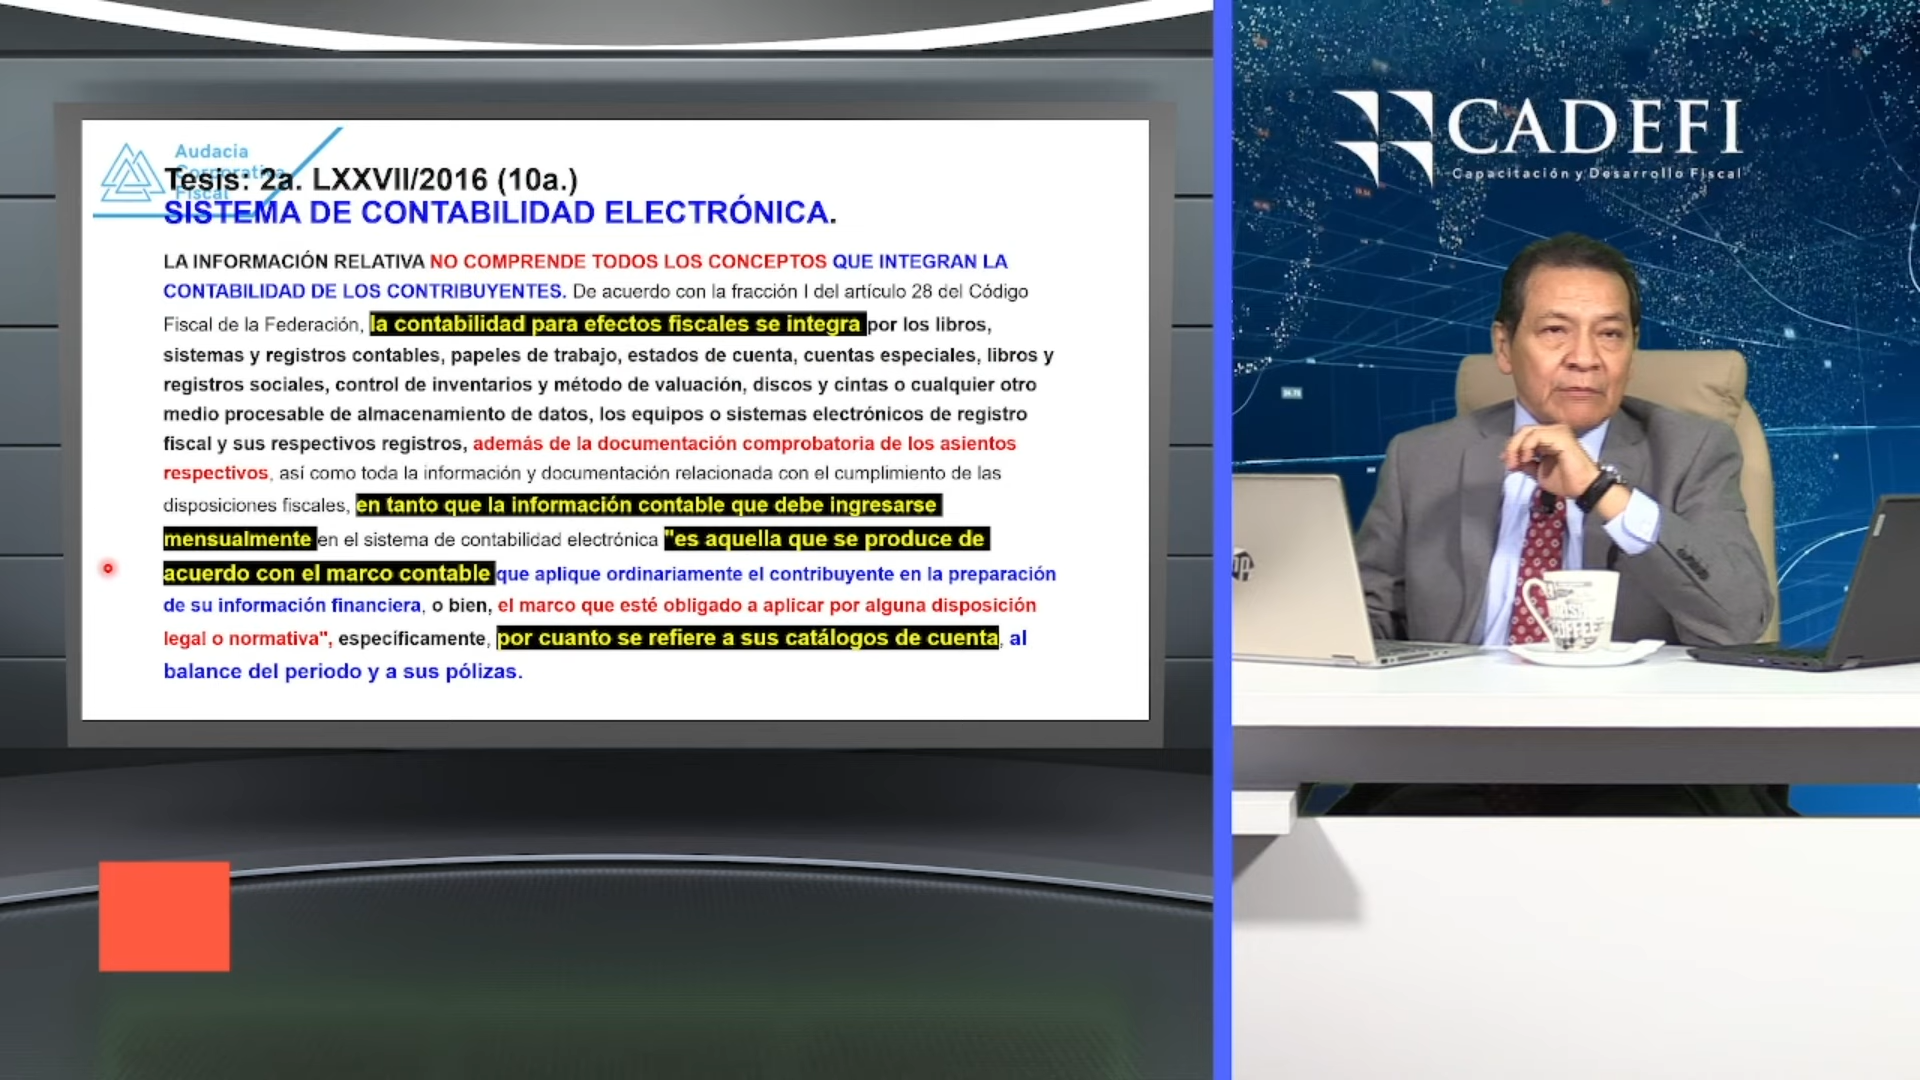 Audacia
Corporativa
Fiscal
Tesis: 2a. LXXVII/2016 (10a.)
SISTEMA DE CONTABILIDAD ELECTRÓNICA.
LA INFORMACIÓN RELATIVA NO COMPRENDE TODOS LOS CONCEPTOS QUE INTEGRAN LA
CONTABILIDAD DE LOS CONTRIBUYENTES. De acuerdo con la fracción I del artículo 28 del Código
Fiscal de la Federación, la contabilidad para efectos fiscales se integra por los libros,
sistemas y registros contables, papeles de trabajo, estados de cuenta, cuentas especiales, libros y
registros sociales, control de inventarios y método de valuación, discos y cintas o cualquier otro
medio procesable de almacenamiento de datos, los equipos o sistemas electrónicos de registro
fiscal y sus respectivos registros, además de la documentación comprobatoria de los asientos
respectivos, así como toda la información y documentación relacionada con el cumplimiento de las
disposiciones fiscales, en tanto que la información contable que debe ingresarse
mensualmente en el sistema de contabilidad electrónica "es aquella que se produce de
acuerdo con el marco contable que aplique ordinariamente el contribuyente en la preparación
de su información financiera, o bien, el marco que esté obligado a aplicar por alguna disposición
legal o normativa", específicamente, por cuanto se refiere a sus catálogos de cuenta, al
balance del periodo y a sus pólizas.
CADEFI
Capacitación y Desarrollo Fiscal
hp
COFFEE